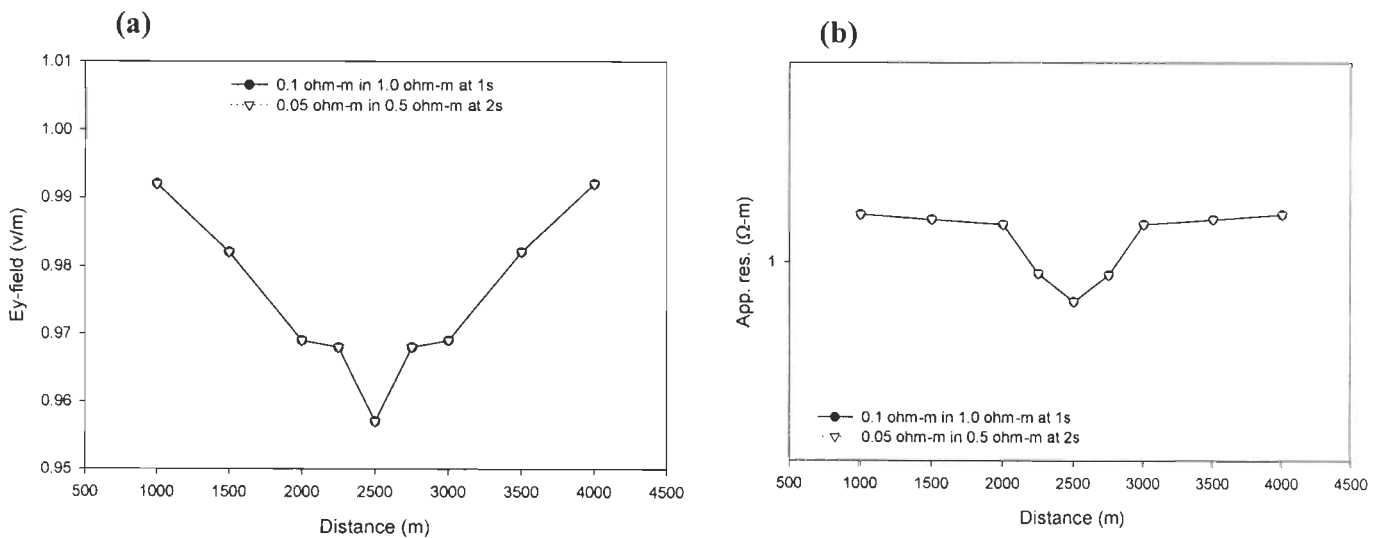 (a)
1.01
1.00
0.99
0.98
0.97
0.96
0.95
Ey-field (v/m)
0.1 ohm-m in 1.0 ohm-m at 1s
0.05 ohm-m in 0.5 ohm-m at 2s
500 1000 1500 2000 2500 3000 3500 4000 4500
Distance (m)
(b)
App. res. (Ω-m)
1
0.1 ohm-m in 1.0 ohm-m at 1s
0.05 ohm-m in 0.5 ohm-m at 2s
500 1000 1500 2000 2500 3000 3500 4000 4500
Distance (m)